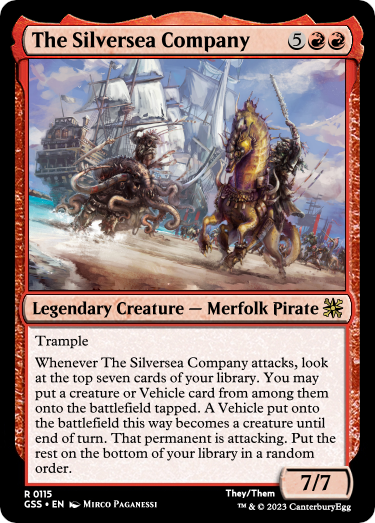 The Silversea Company 5
Legendary Creature — Merfolk Pirate
Trample
Whenever The Silversea Company attacks, look
at the top seven cards of your library. You may
put a creature or Vehicle card from among them
onto the battlefield tapped. A Vehicle put onto
the battlefield this way becomes a creature until
end of turn. That permanent is attacking. Put the
rest on the bottom of your library in a random
order.
7/7
R 0115 They/Them
GSS • EN Mirco Paganessi ™ & © 2023 CanterburyEgg